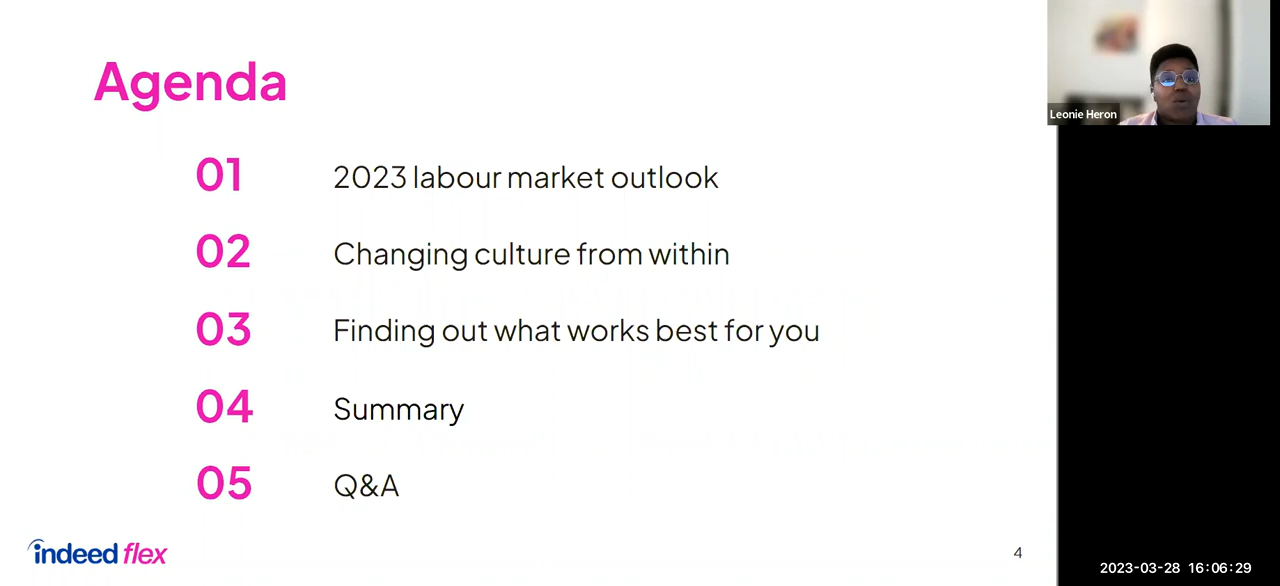 Agenda
Leonie Heron
01 2023 labour market outlook
02 Changing culture from within
03 Finding out what works best for you
04 Summary
05 Q&A
indeed flex
4
2023-03-28 16:06:29